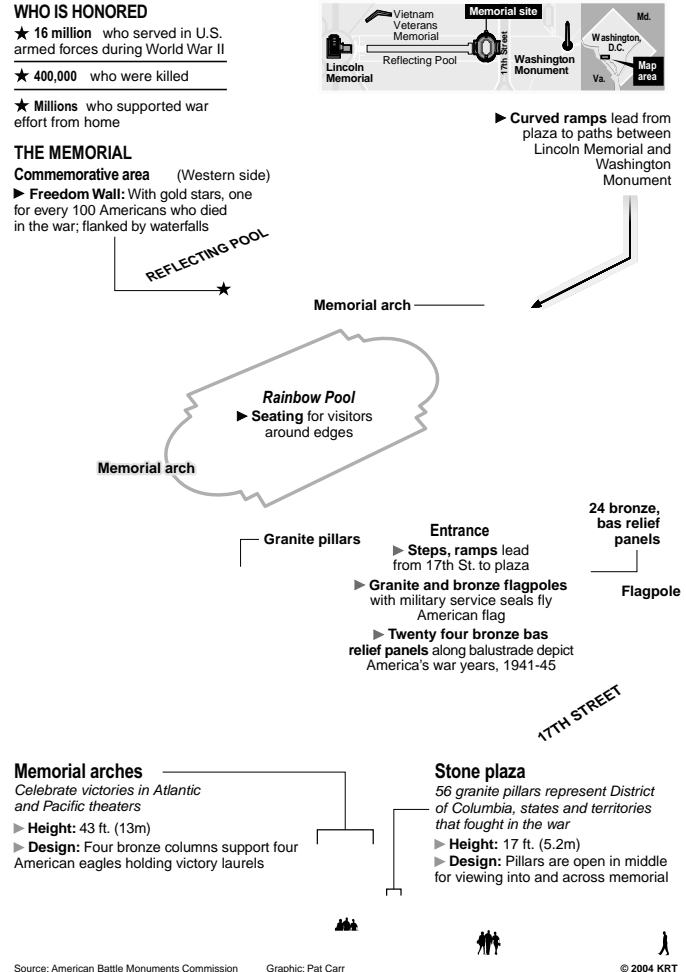 WHO IS HONORED
★ 16 million who served in U.S.
armed forces during World War II
★ 400,000 who were killed
★ Millions who supported war
effort from home
THE MEMORIAL
Commemorative area (Western side)
► Freedom Wall: With gold stars, one
for every 100 Americans who died
in the war; flanked by waterfalls
REFLECTING POOL
Vietnam
Veterans
Memorial
Memorial site
Lincoln
Memorial
Reflecting Pool
17th Street
Washington
Monument
Md.
Washington,
D.C.
Va.
Map
area
► Curved ramps lead from
plaza to paths between
Lincoln Memorial and
Washington
Monument
Memorial arch
Rainbow Pool
► Seating for visitors
around edges
Memorial arch
Granite pillars
Entrance
► Steps, ramps lead
from 17th St. to plaza
► Granite and bronze flagpoles
with military service seals fly
American flag
► Twenty four bronze bas
relief panels along balustrade depict
America's war years, 1941-45
24 bronze,
bas relief
panels
Flagpole
17TH STREET
Memorial arches
Celebrate victories in Atlantic
and Pacific theaters
► Height: 43 ft. (13m)
► Design: Four bronze columns support four
American eagles holding victory laurels
Stone plaza
56 granite pillars represent District
of Columbia, states and territories
that fought in the war
► Height: 17 ft. (5.2m)
► Design: Pillars are open in middle
for viewing into and across memorial
Source: American Battle Monuments Commission Graphic: Pat Carr
© 2004 KRT